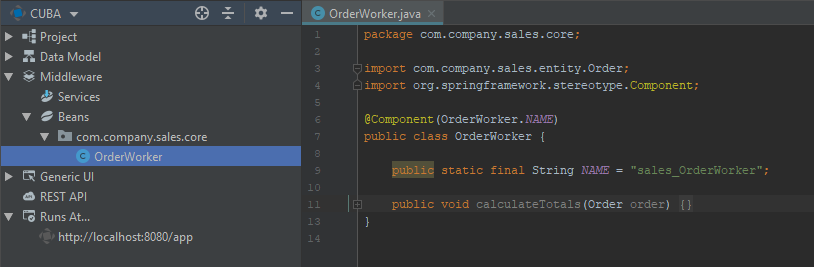 CUBA
Project
Data Model
Middleware
Services
Beans
com.company.sales.core
OrderWorker
Generic UI
REST API
Runs At...
http://localhost:8080/app
OrderWorker.java
1 package com.company.sales.core;
2
3 import com.company.sales.entity.Order;
4 import org.springframework.stereotype.Component;
5
6 @Component(OrderWorker.NAME)
7 public class OrderWorker {
8
9 public static final String NAME = "sales_OrderWorker";
10
11 public void calculateTotals(Order order) {}
13 }
14